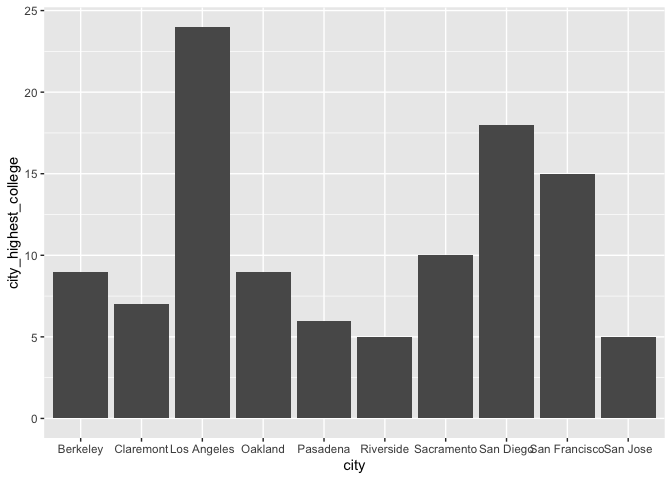 25
20
15
10
5
0
city_highest_college
Berkeley Claremont Los Angeles Oakland Pasadena Riverside Sacramento San Diego San Francisco San Jose
city